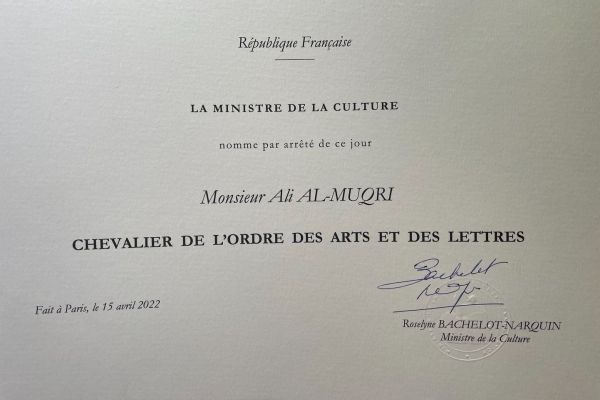 République Française
LA MINISTRE DE LA CULTURE
nomme par arrêté de ce jour
Monsieur Ali AL-MUQRI
CHEVALIER DE L'ORDRE DES ARTS ET DES LETTRES
Bachelot
Fait à Paris, le 15 avril 2022
Roselyne BACHELOT-NARQUIN
Ministre de la Culture